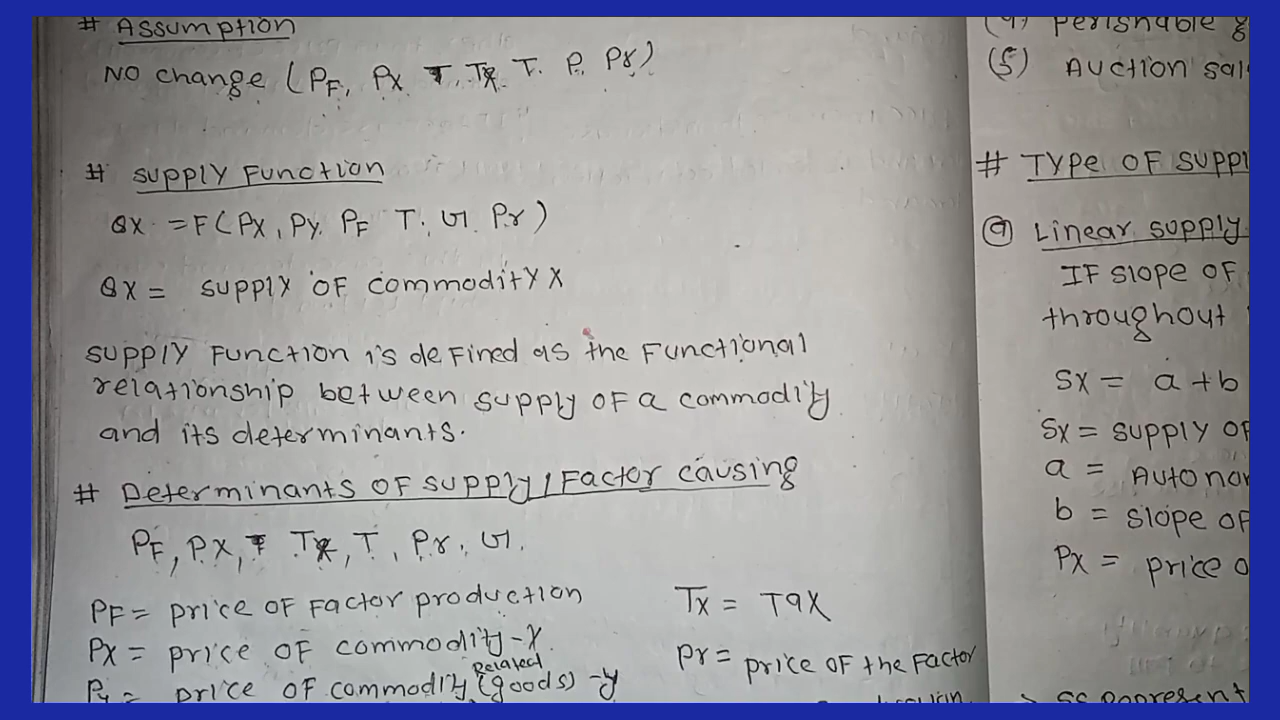 # Assumption
No change (PF, Px T, Tx T. P. Pr)
# Supply Function
Qx = F(Px, Py. PF T. G. Pr)
Qx = supply of commodity x
supply function is defined as the functional
relationship between supply of a commodity
and its determinants.
# Determinants of supply / Factor causing
PF, Px, T Tx, T, Pr, G.
PF = price of factor production
Px = price of commodity - x.
Py = price of commodity (Related goods) - y
Tx = Tax
Pr = price of the factor
(4) perishable g
(5) Auction sal
# Type of suppl
(a) Linear supply
If slope of
throughout
Sx = a + b
Sx = supply of
a = Autonom
b = slope of
Px = price o
represent